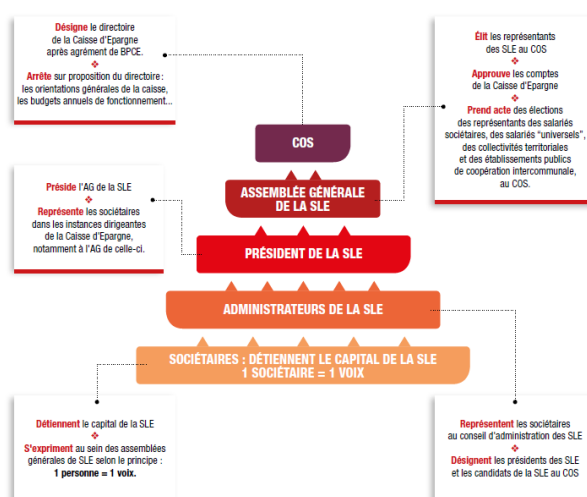 Désigne le directoire
de la Caisse d'Epargne
après agrément de BPCE.
Arrête sur proposition du directoire :
les orientations générales de la caisse,
les budgets annuels de fonctionnement...
Élit les représentants
des SLE au COS
Approuve les comptes
de la Caisse d'Epargne
Prend acte des élections
des représentants des salariés
sociétaires, des salariés "universels",
des collectivités territoriales
et des établissements publics
de coopération intercommunale,
au COS.
COS
ASSEMBLÉE GÉNÉRALE
DE LA SLE
Préside l'AG de la SLE
Représente les sociétaires
dans les instances dirigeantes
de la Caisse d'Epargne,
notamment à l'AG de celle-ci.
PRÉSIDENT DE LA SLE
ADMINISTRATEURS DE LA SLE
SOCIÉTAIRES : DÉTIENNENT LE CAPITAL DE LA SLE
1 SOCIÉTAIRE = 1 VOIX
Détiennent le capital de la SLE
S'expriment au sein des assemblées
générales de SLE selon le principe :
1 personne = 1 voix.
Représentent les sociétaires
au conseil d'administration des SLE
Désignent les présidents des SLE
et les candidats de la SLE au COS